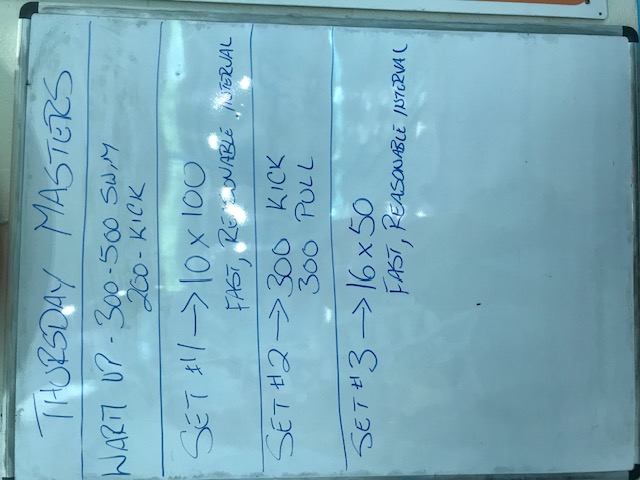 THURSDAY MASTERS
WARM UP - 300-500 SWIM
200 - KICK
SET #1 → 10 x 100
FAST, REASONABLE INTERVAL
SET #2 → 300 KICK
300 PULL
SET #3 → 16 x 50
FAST, REASONABLE INTERVAL